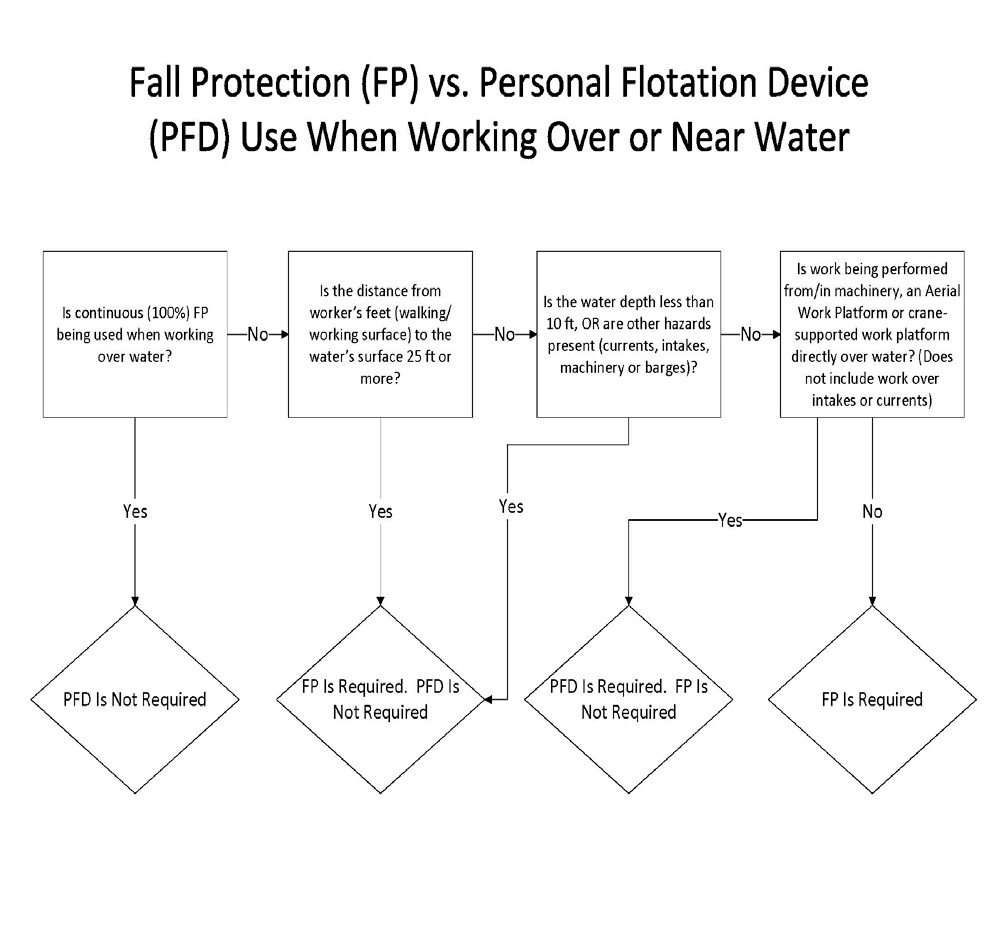 Fall Protection (FP) vs. Personal Flotation Device
(PFD) Use When Working Over or Near Water
Is continuous (100%) FP
being used when working
over water?
No
Is the distance from
worker's feet (walking/
working surface) to the
water's surface 25 ft or
more?
No
Is the water depth less than
10 ft, OR are other hazards
present (currents, intakes,
machinery or barges)?
No
Is work being performed
from/in machinery, an Aerial
Work Platform or crane-
supported work platform
directly over water? (Does
not include work over
intakes or currents)
Yes
Yes
Yes
Yes
No
PFD Is Not Required
FP Is Required. PFD Is
Not Required
PFD Is Required. FP Is
Not Required
FP Is Required